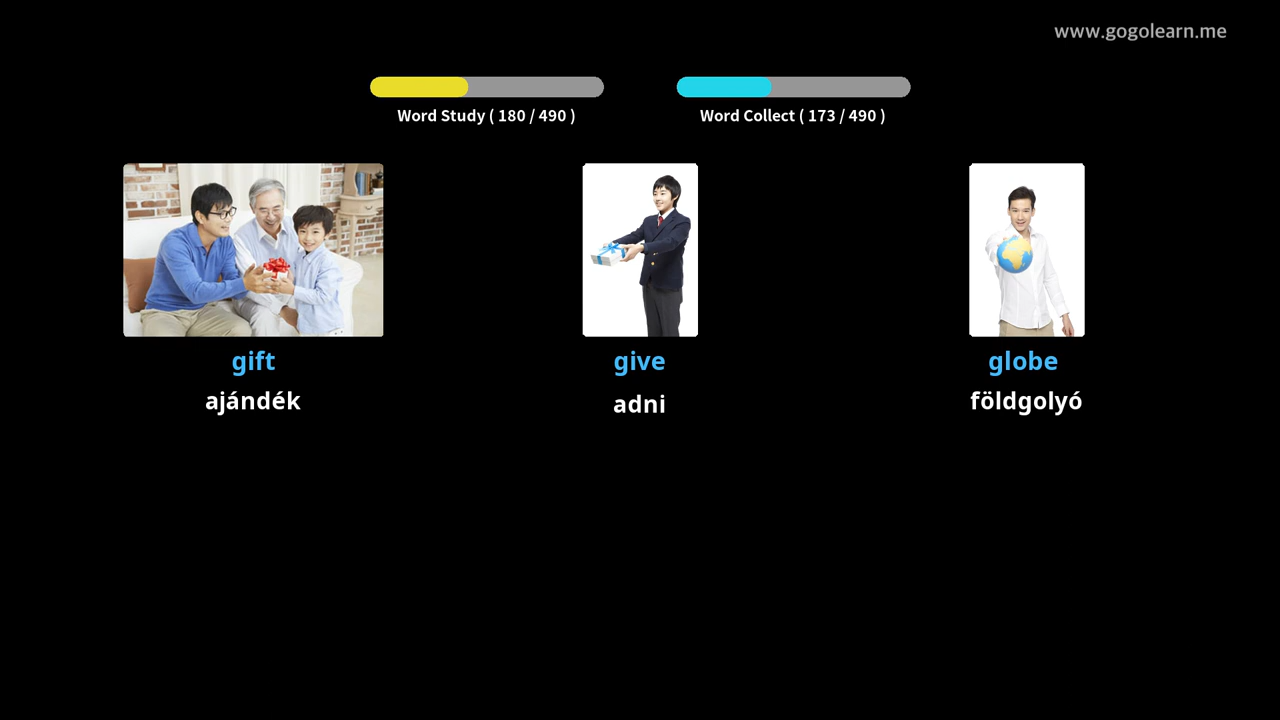 www.gogolearn.me
Word Study ( 180 / 490 )
Word Collect ( 173 / 490 )
gift
ajándék
give
adni
globe
földgolyó